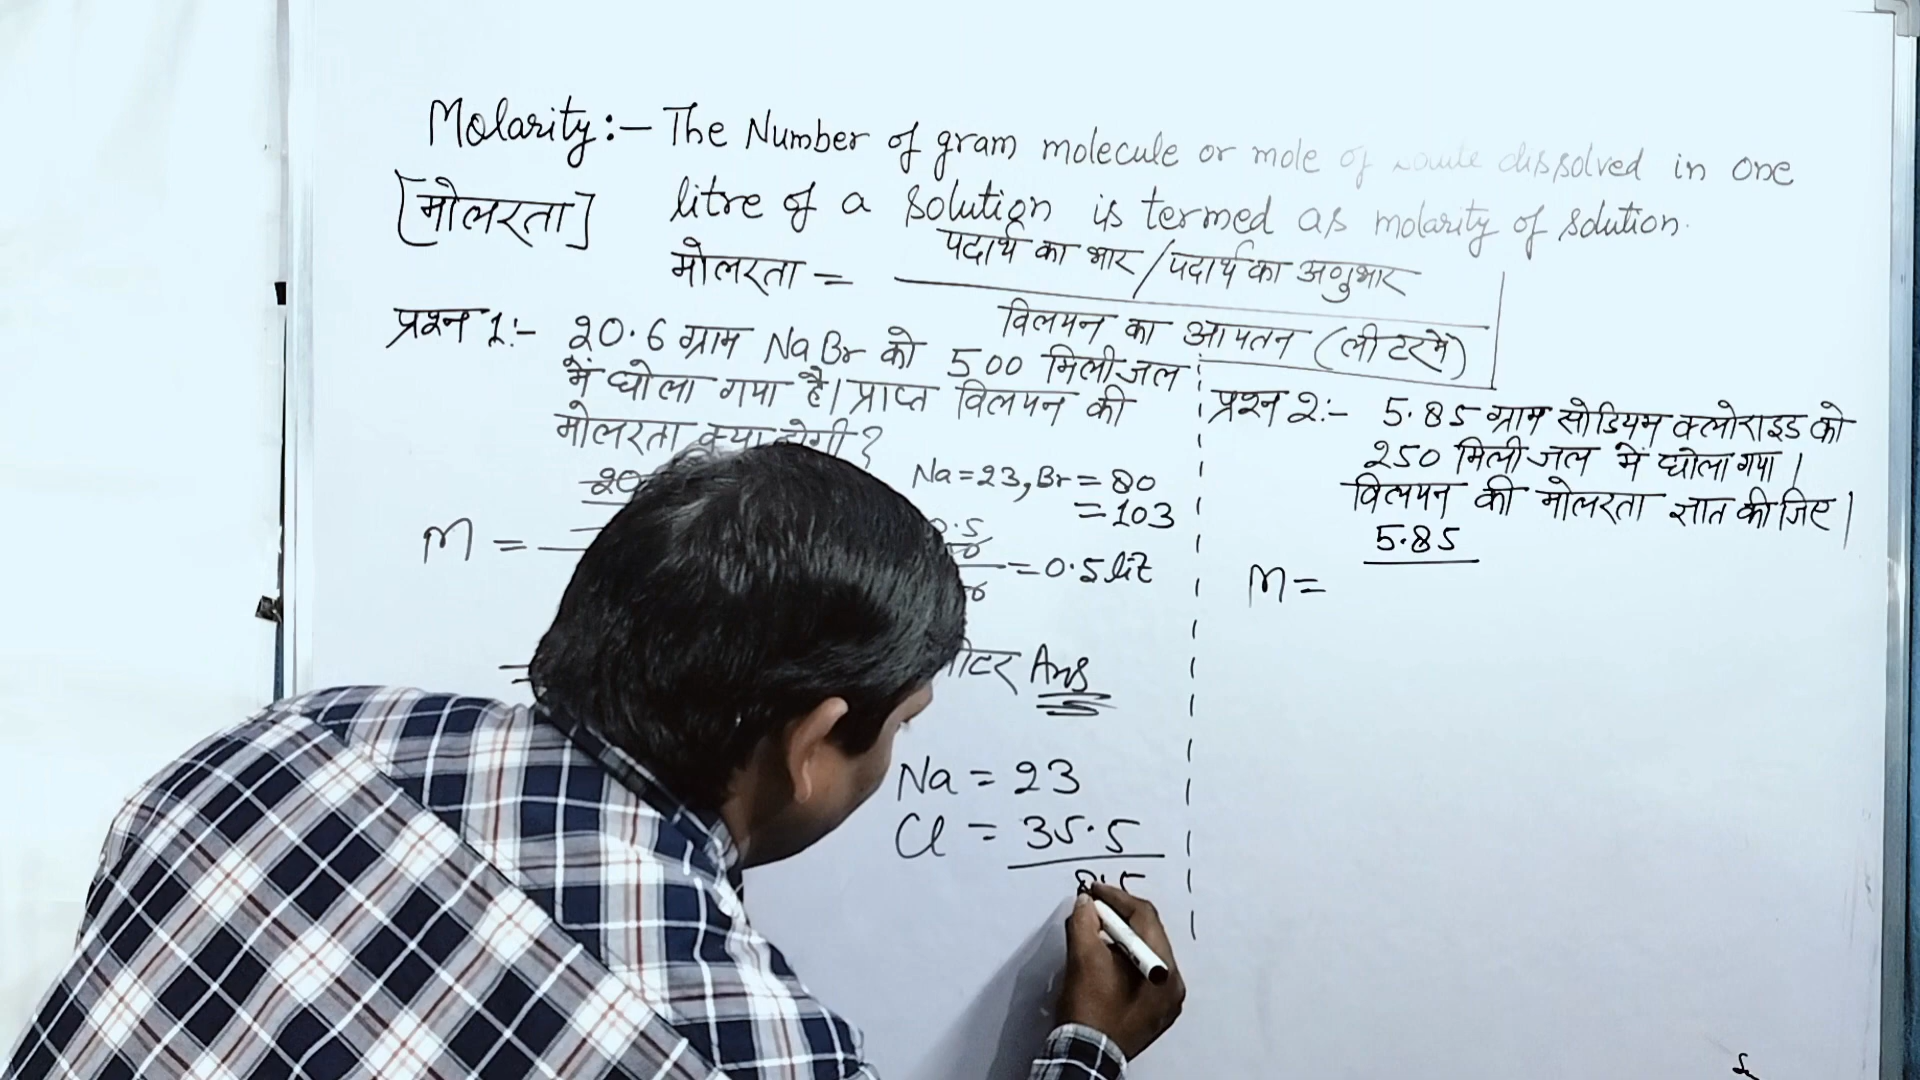 Molarity:- The Number of gram molecule or mole of solute dissolved in one
[मोलरता] litre of a solution is termed as molarity of solution.
मोलरता = पदार्थ का भार / पदार्थ का अणुभार
विलयन का आयतन (लीटर में)
प्रश्न 1:- 20.6 ग्राम NaBr को 500 मिली. जल
में घोला गया है। प्राप्त विलयन की
मोलरता क्या होगी?
20
Na=23, Br=80
=103
M =
=0.5 lit
Ans
Na = 23
Cl = 35.5
8.5
प्रश्न 2:- 5.85 ग्राम सोडियम क्लोराइड को
250 मिली. जल में घोला गया।
विलयन की मोलरता ज्ञात कीजिए।
5.85
M =